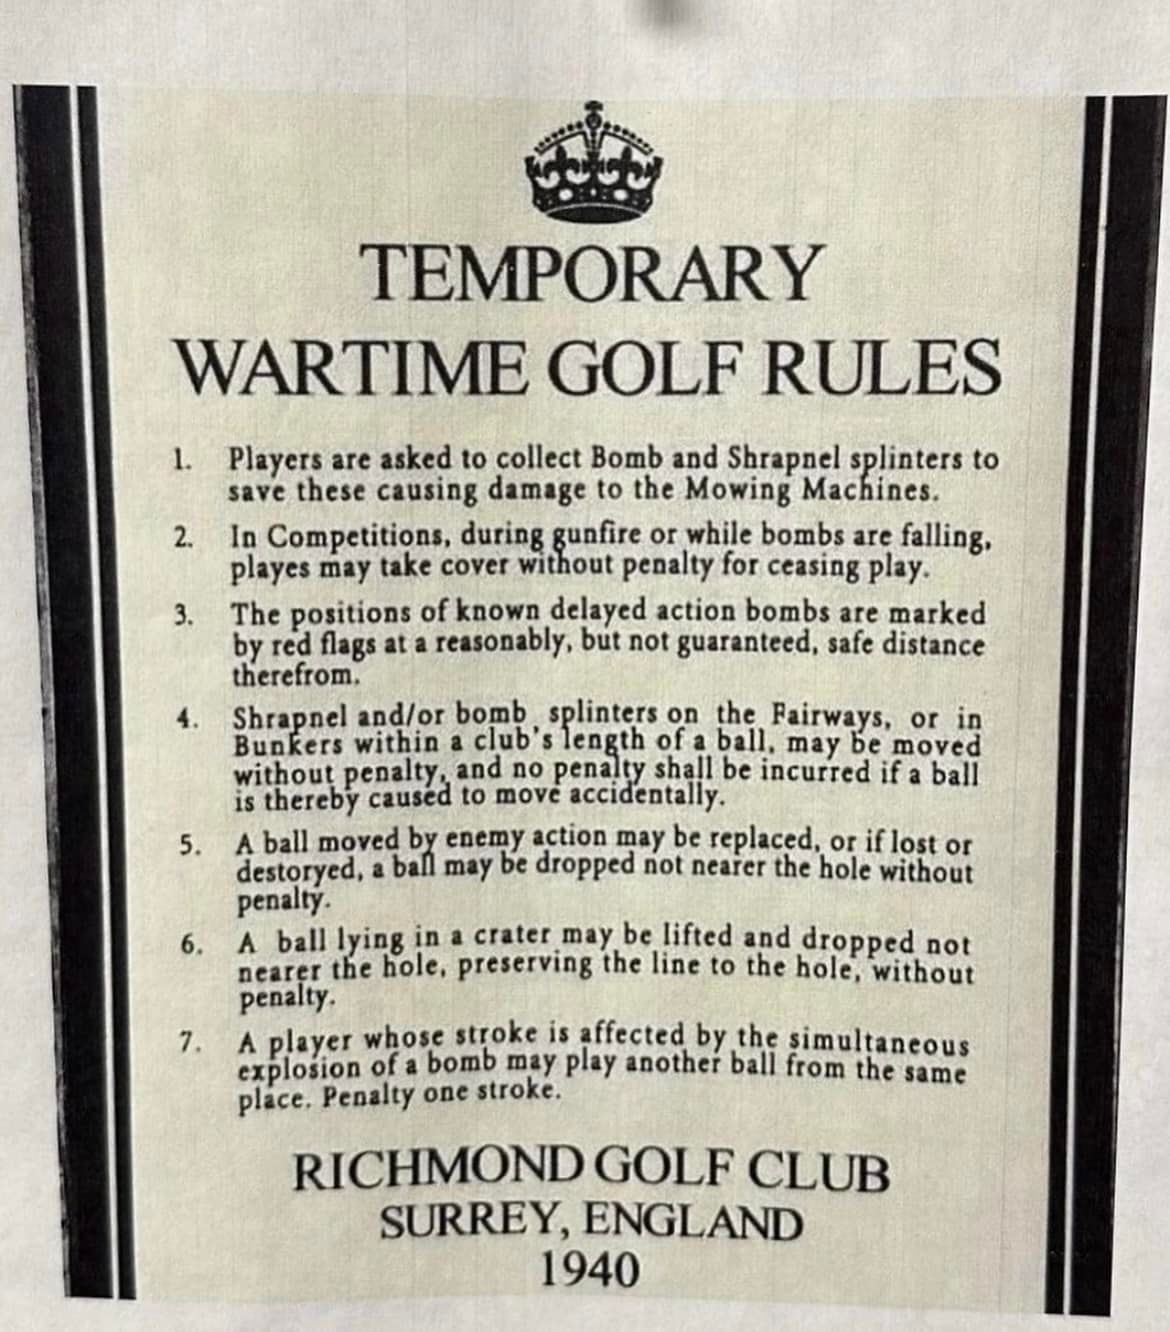 TEMPORARY
WARTIME GOLF RULES
1. Players are asked to collect Bomb and Shrapnel splinters to
save these causing damage to the Mowing Machines.
2. In Competitions, during gunfire or while bombs are falling,
playes may take cover without penalty for ceasing play.
3. The positions of known delayed action bombs are marked
by red flags at a reasonably, but not guaranteed, safe distance
therefrom.
4. Shrapnel and/or bomb splinters on the Fairways, or in
Bunkers within a club's length of a ball, may be moved
without penalty, and no penalty shall be incurred if a ball
is thereby caused to move accidentally.
5. A ball moved by enemy action may be replaced, or if lost or
destoryed, a ball may be dropped not nearer the hole without
penalty.
6. A ball lying in a crater may be lifted and dropped not
nearer the hole, preserving the line to the hole, without
penalty.
7. A player whose stroke is affected by the simultaneous
explosion of a bomb may play another ball from the same
place. Penalty one stroke.
RICHMOND GOLF CLUB
SURREY, ENGLAND
1940